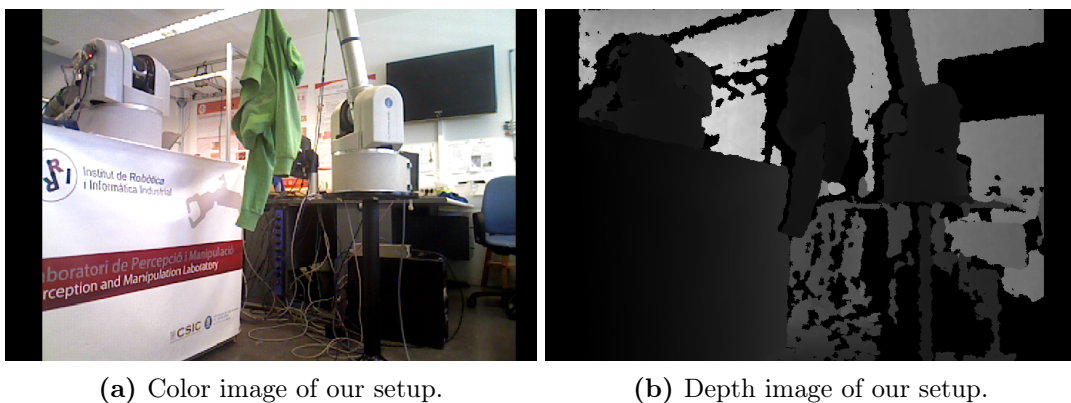 Institut de Robòtica
i Informàtica Industrial
aboratori de Percepció i Manipulació
erception and Manipulation Laboratory
CSIC
(a) Color image of our setup.
(b) Depth image of our setup.